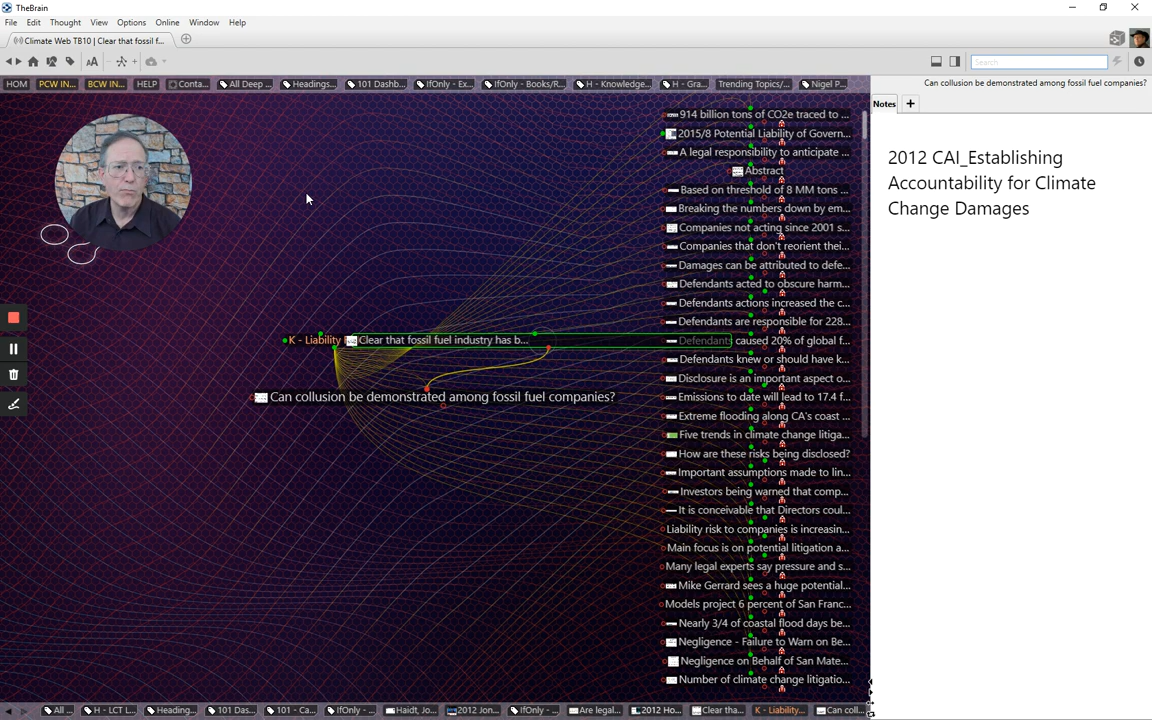 TheBrain
File Edit Thought View Options Online Window Help
Climate Web TB10 | Clear that fossil f...
AA
Search
HOM PCW IN... BCW IN... HELP Conta... All Deep ... Headings... 101 Dashb... IfOnly - Ex... IfOnly - Books/R... H - Knowledge... H - Gra... Trending Topics/... Nigel P...
Can collusion be demonstrated among fossil fuel companies?
Notes
2012 CAI_Establishing
Accountability for Climate
Change Damages
914 billion tons of CO2e traced to ...
2015/8 Potential Liability of Govern...
A legal responsibility to anticipate ...
Abstract
Based on threshold of 8 MM tons ...
Breaking the numbers down by em...
Companies not acting since 2001 s...
Companies that don't reorient thei...
Damages can be attributed to defe...
Defendants acted to obscure harm...
Defendants actions increased the c...
Defendants are responsible for 228...
K - Liability Clear that fossil fuel industry has b...
Defendants caused 20% of global f...
Defendants knew or should have k...
Disclosure is an important aspect o...
Can collusion be demonstrated among fossil fuel companies?
Emissions to date will lead to 17.4 f...
Extreme flooding along CA's coast ...
Five trends in climate change litiga...
How are these risks being disclosed?
Important assumptions made to lin...
Investors being warned that comp...
It is conceivable that Directors coul...
Liability risk to companies is increasin...
Main focus is on potential litigation a...
Many legal experts say pressure and s...
Mike Gerrard sees a huge potential...
Models project 6 percent of San Franc...
Nearly 3/4 of coastal flood days be...
Negligence - Failure to Warn on Be...
Negligence on Behalf of San Mate...
Number of climate change litigatio...
All ... H - LCT L... Heading... 101 Das... 101 - Ca... IfOnly - ... Haidt, Jo... 2012 Jon... IfOnly - ... Are legal... 2012 Ho... Clear tha... K - Liability... Can coll...